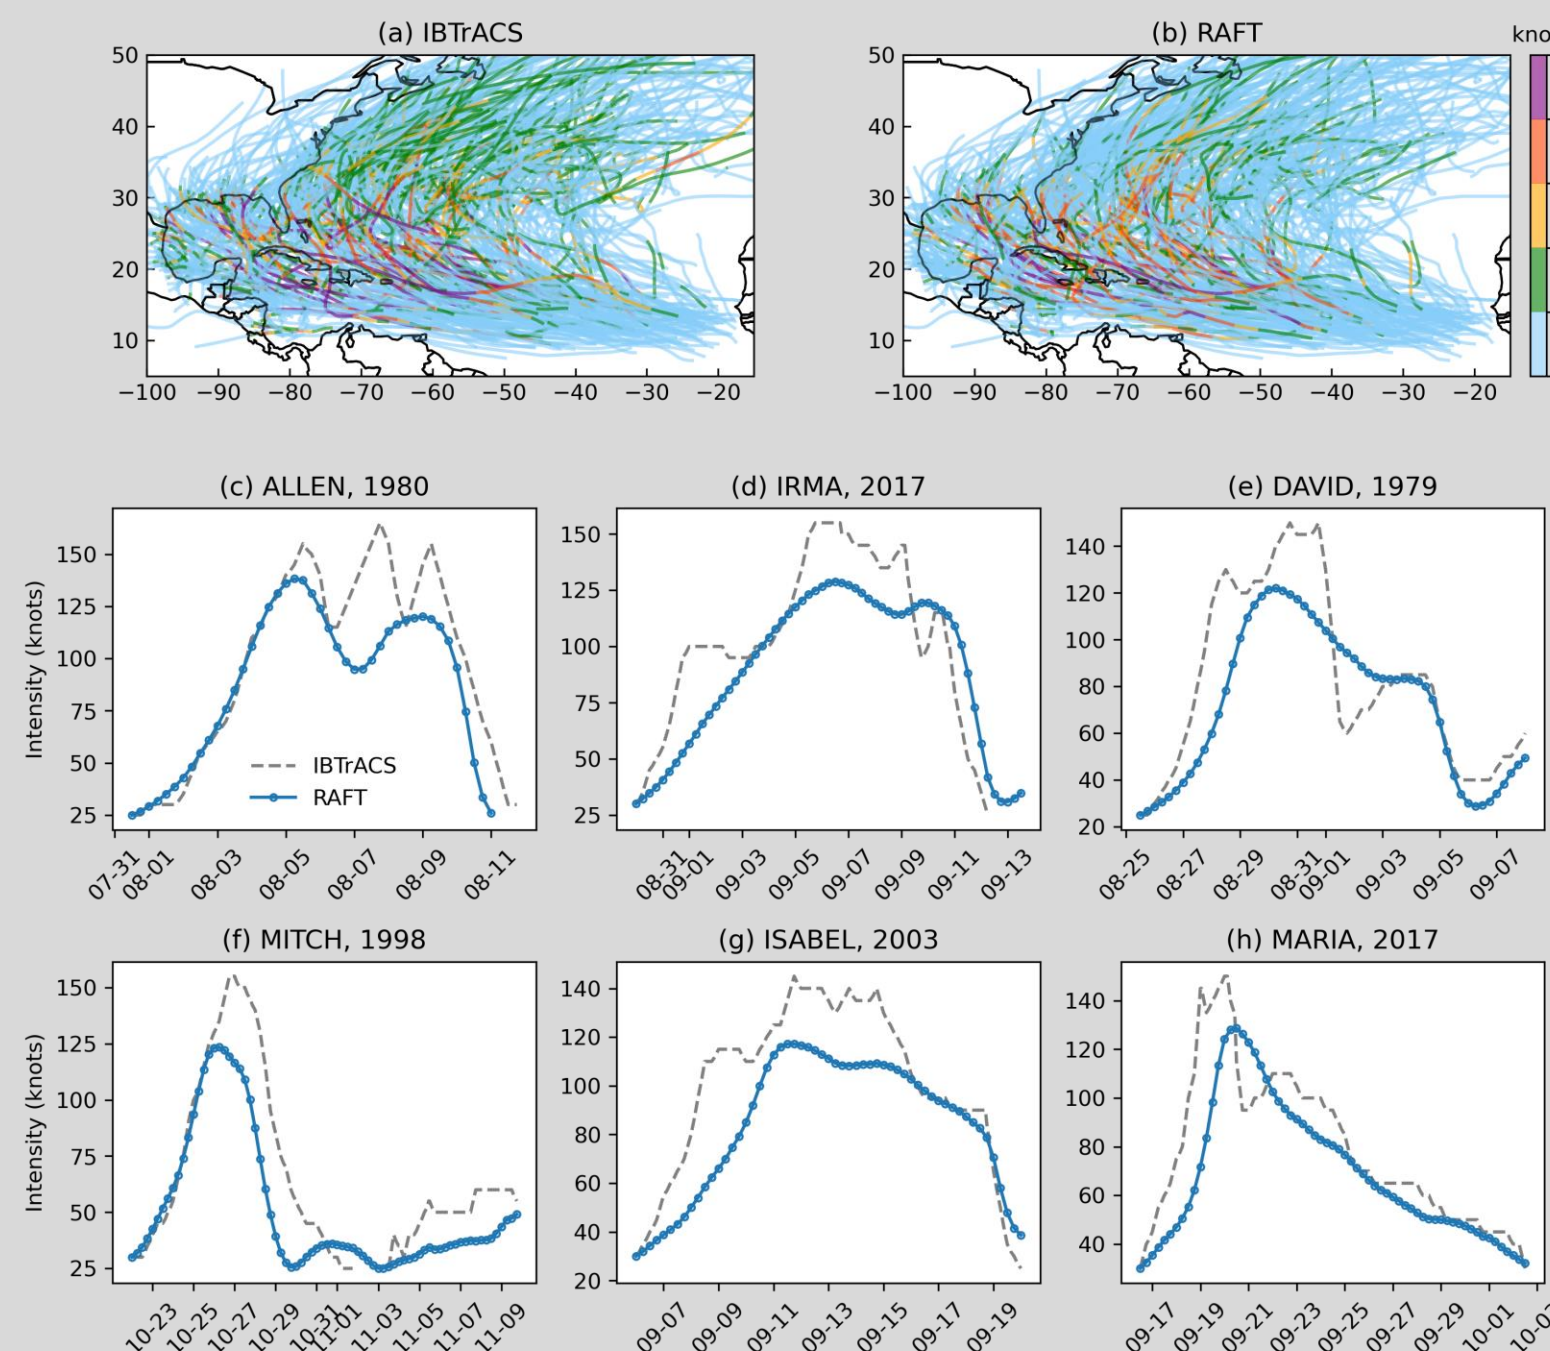 (a) IBTrACS
(b) RAFT
kno
50
40
30
20
10
−100 −90 −80 −70 −60 −50 −40 −30 −20
50
40
30
20
10
−100 −90 −80 −70 −60 −50 −40 −30 −20
(c) ALLEN, 1980
Intensity (knots)
150
125
100
75
50
25
IBTrACS
RAFT
07-31 08-01 08-03 08-05 08-07 08-09 08-11
(d) IRMA, 2017
150
125
100
75
50
25
08-31 09-01 09-03 09-05 09-07 09-09 09-11 09-13
(e) DAVID, 1979
140
120
100
80
60
40
20
08-25 08-27 08-29 08-31 09-01 09-03 09-05 09-07
(f) MITCH, 1998
Intensity (knots)
150
125
100
75
50
25
10-23 10-25 10-27 10-29 10-31 11-01 11-03 11-05 11-07 11-09
(g) ISABEL, 2003
140
120
100
80
60
40
20
09-07 09-09 09-11 09-13 09-15 09-17 09-19
(h) MARIA, 2017
140
120
100
80
60
40
09-17 09-19 09-21 09-23 09-25 09-27 09-29 10-01 10-0